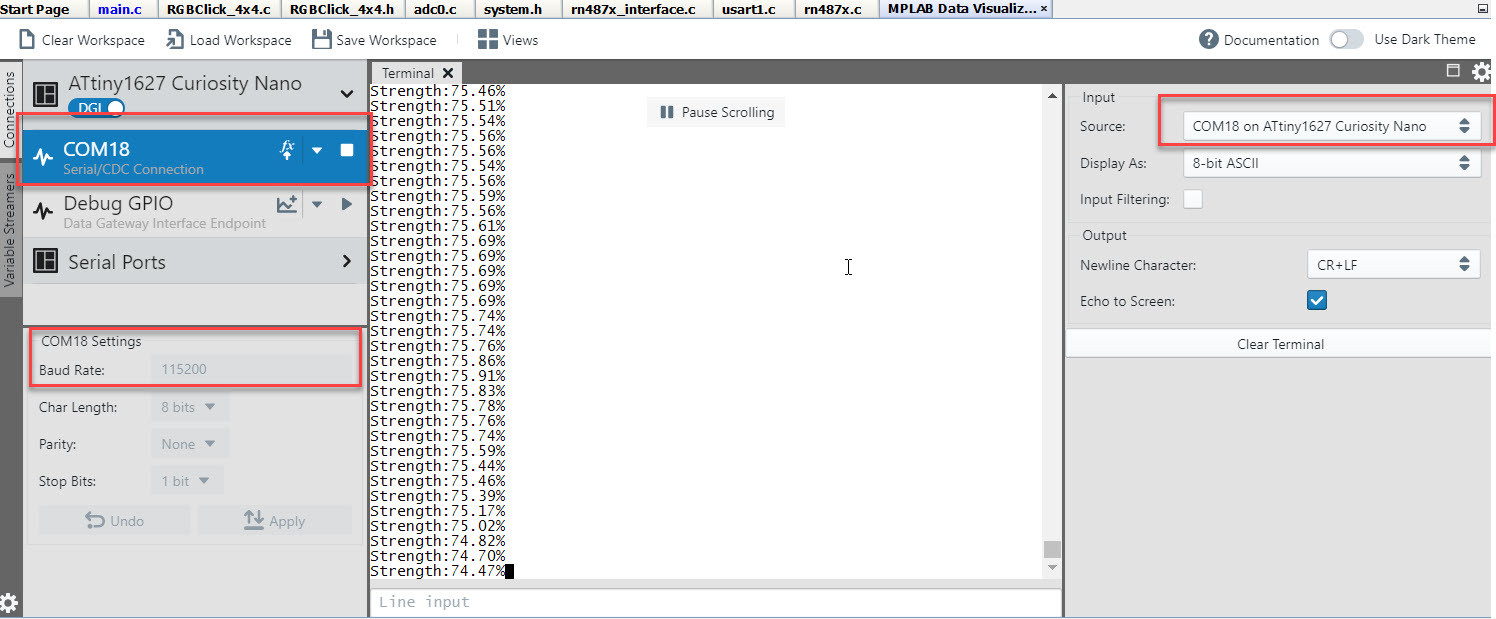 Start Page main.c RGBClick_4x4.c RGBClick_4x4.h adc0.c system.h rn487x_interface.c usart1.c rn487x.c MPLAB Data Visualiz... ×
Clear Workspace Load Workspace Save Workspace Views Documentation Use Dark Theme
Connections
Variable Streamers
ATtiny1627 Curiosity Nano
DGI
COM18
Serial/CDC Connection
Debug GPIO
Data Gateway Interface Endpoint
Serial Ports
COM18 Settings
Baud Rate: 115200
Char Length: 8 bits
Parity: None
Stop Bits: 1 bit
Undo Apply
Terminal
Pause Scrolling
Strength:75.46%
Strength:75.51%
Strength:75.54%
Strength:75.56%
Strength:75.56%
Strength:75.54%
Strength:75.56%
Strength:75.59%
Strength:75.56%
Strength:75.61%
Strength:75.69%
Strength:75.69%
Strength:75.69%
Strength:75.69%
Strength:75.69%
Strength:75.74%
Strength:75.74%
Strength:75.76%
Strength:75.86%
Strength:75.91%
Strength:75.83%
Strength:75.78%
Strength:75.76%
Strength:75.74%
Strength:75.59%
Strength:75.44%
Strength:75.46%
Strength:75.39%
Strength:75.17%
Strength:75.02%
Strength:74.82%
Strength:74.70%
Strength:74.47%
Line input
Input
Source: COM18 on ATtiny1627 Curiosity Nano
Display As: 8-bit ASCII
Input Filtering:
Output
Newline Character: CR+LF
Echo to Screen:
Clear Terminal